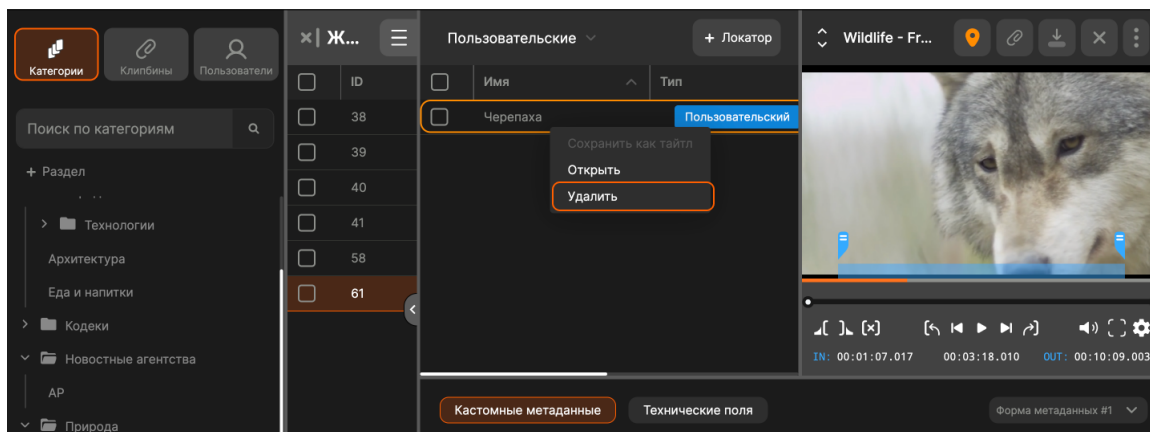 Категории
Клипбины
Пользователи
Поиск по категориям
+ Раздел
Технологии
Архитектура
Еда и напитки
Кодеки
Новостные агентства
AP
Природа
Ж...
ID
38
39
40
41
58
61
Пользовательские
+ Локатор
Имя
Тип
Черепаха
Пользовательский
Сохранить как тайтл
Открыть
Удалить
Кастомные метаданные
Технические поля
Wildlife - Fr...
IN: 00:01:07.017
00:03:18.010
OUT: 00:10:09.003
Форма метаданных #1